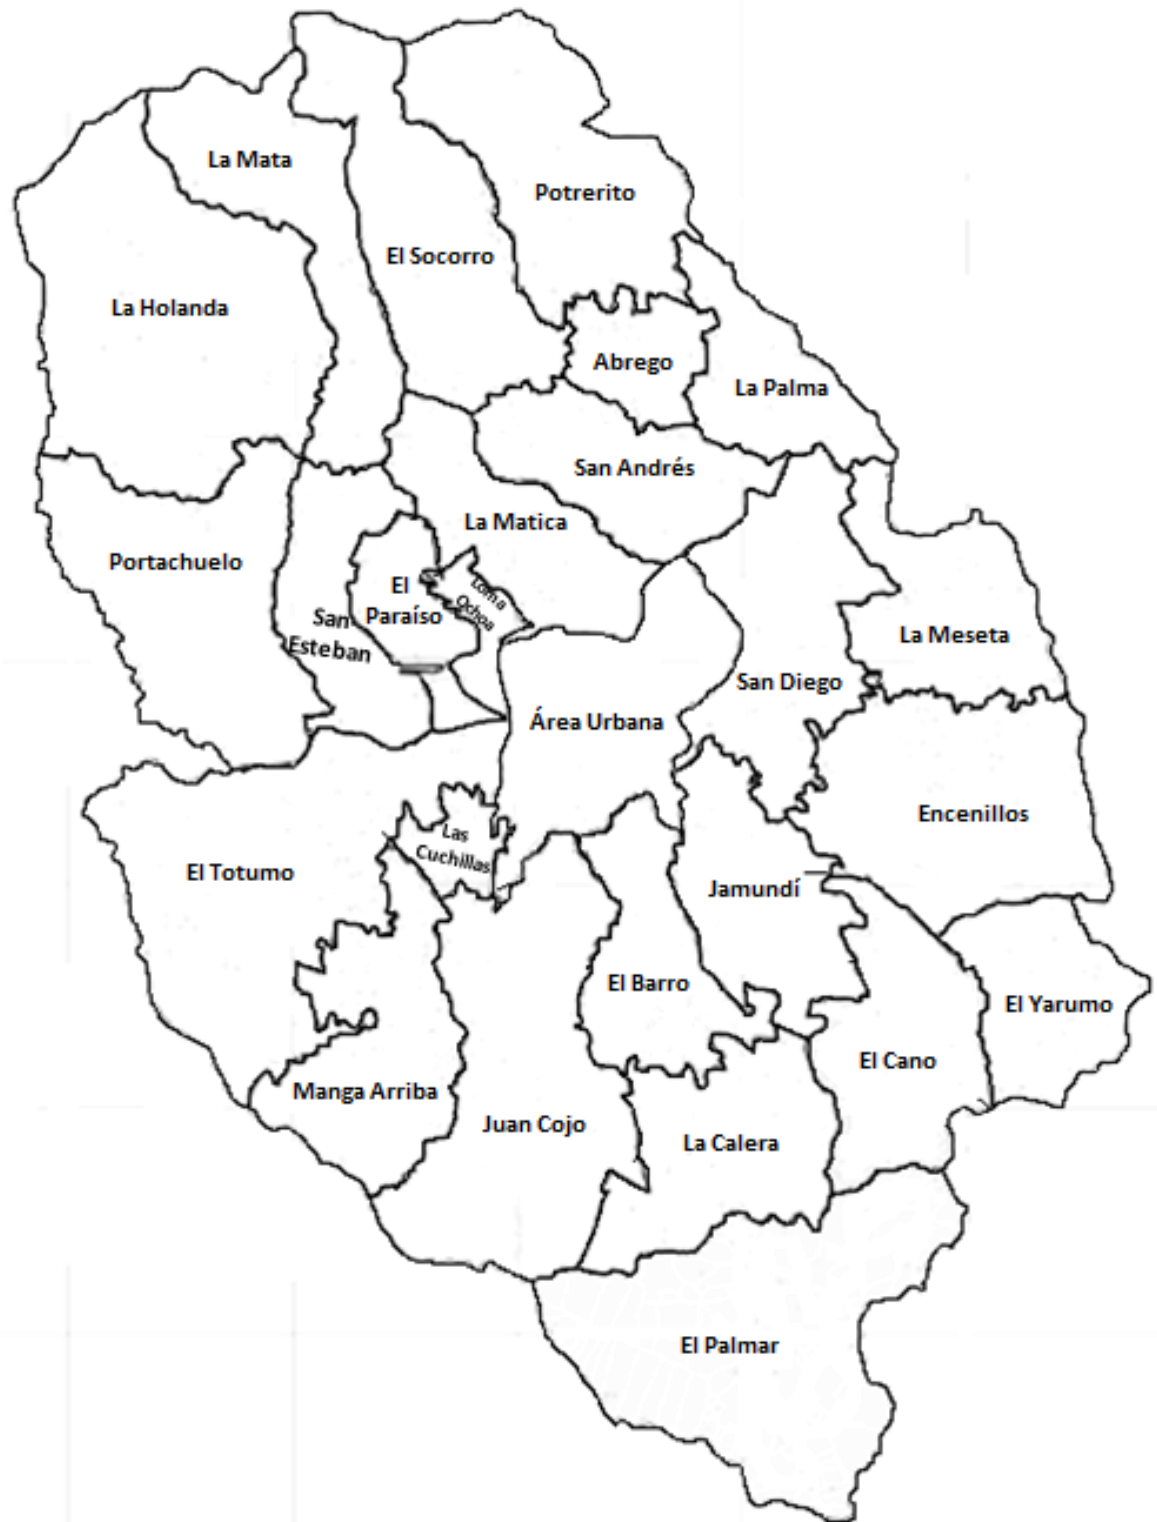 La Mata
Potrerito
El Socorro
La Holanda
Abrego
La Palma
San Andrés
La Matica
Portachuelo
El
Paraíso
Loma
Ochoa
San
Esteban
La Meseta
San Diego
Área Urbana
Encenillos
Las
Cuchillas
El Totumo
Jamundí
El Barro
El Yarumo
El Cano
Manga Arriba
Juan Cojo
La Calera
El Palmar